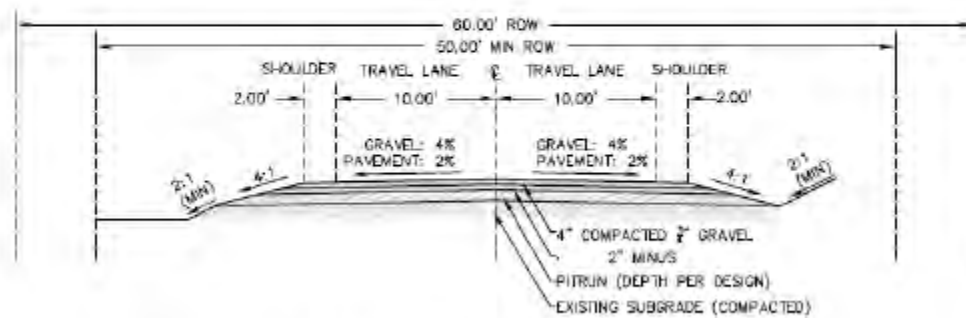 60.00' ROW
50.00' MIN ROW
SHOULDER TRAVEL LANE ℄ TRAVEL LANE SHOULDER
2.00' 10.00' 10.00' 2.00'
GRAVEL: 4% GRAVEL: 4%
PAVEMENT: 2% PAVEMENT: 2%
2:1 (MIN) 4:1 4:1 2:1 (MIN)
4" COMPACTED ¾" GRAVEL
2" MINUS
PITRUN (DEPTH PER DESIGN)
EXISTING SUBGRADE (COMPACTED)